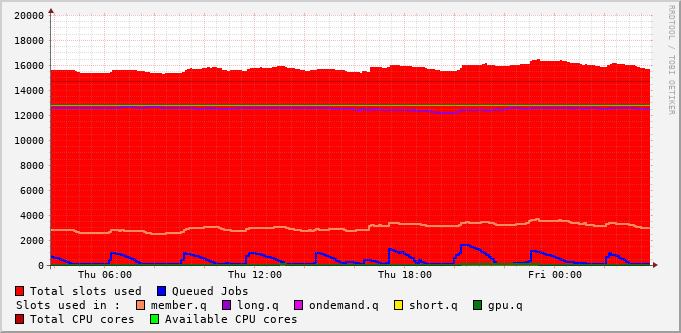 RRDTOOL / TOBI OETIKER
20000
18000
16000
14000
12000
10000
8000
6000
4000
2000
0
Thu 06:00 Thu 12:00 Thu 18:00 Fri 00:00
Total slots used Queued Jobs
Slots used in : member.q long.q ondemand.q short.q gpu.q
Total CPU cores Available CPU cores